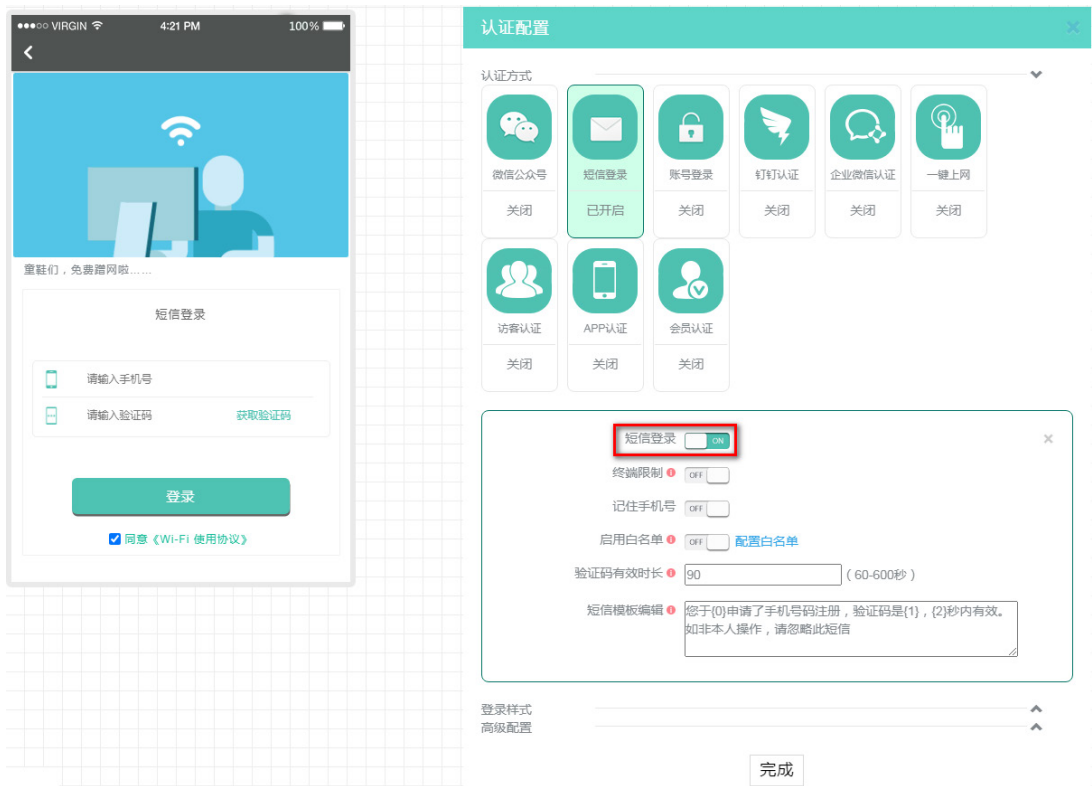 ●●●○○ VIRGIN 4:21 PM 100%
童鞋们，免费蹭网啦……
短信登录
请输入手机号
请输入验证码 获取验证码
登录
同意《Wi-Fi 使用协议》
认证配置
认证方式
微信公众号 短信登录 账号登录 钉钉认证 企业微信认证 一键上网
关闭 已开启 关闭 关闭 关闭 关闭
访客认证 APP认证 会员认证
关闭 关闭 关闭
短信登录 ON
终端限制 OFF
记住手机号 OFF
启用白名单 OFF 配置白名单
验证码有效时长 90 (60-600秒)
短信模板编辑 您于{0}申请了手机号码注册，验证码是{1}，{2}秒内有效。
如非本人操作，请忽略此短信
登录样式
高级配置
完成